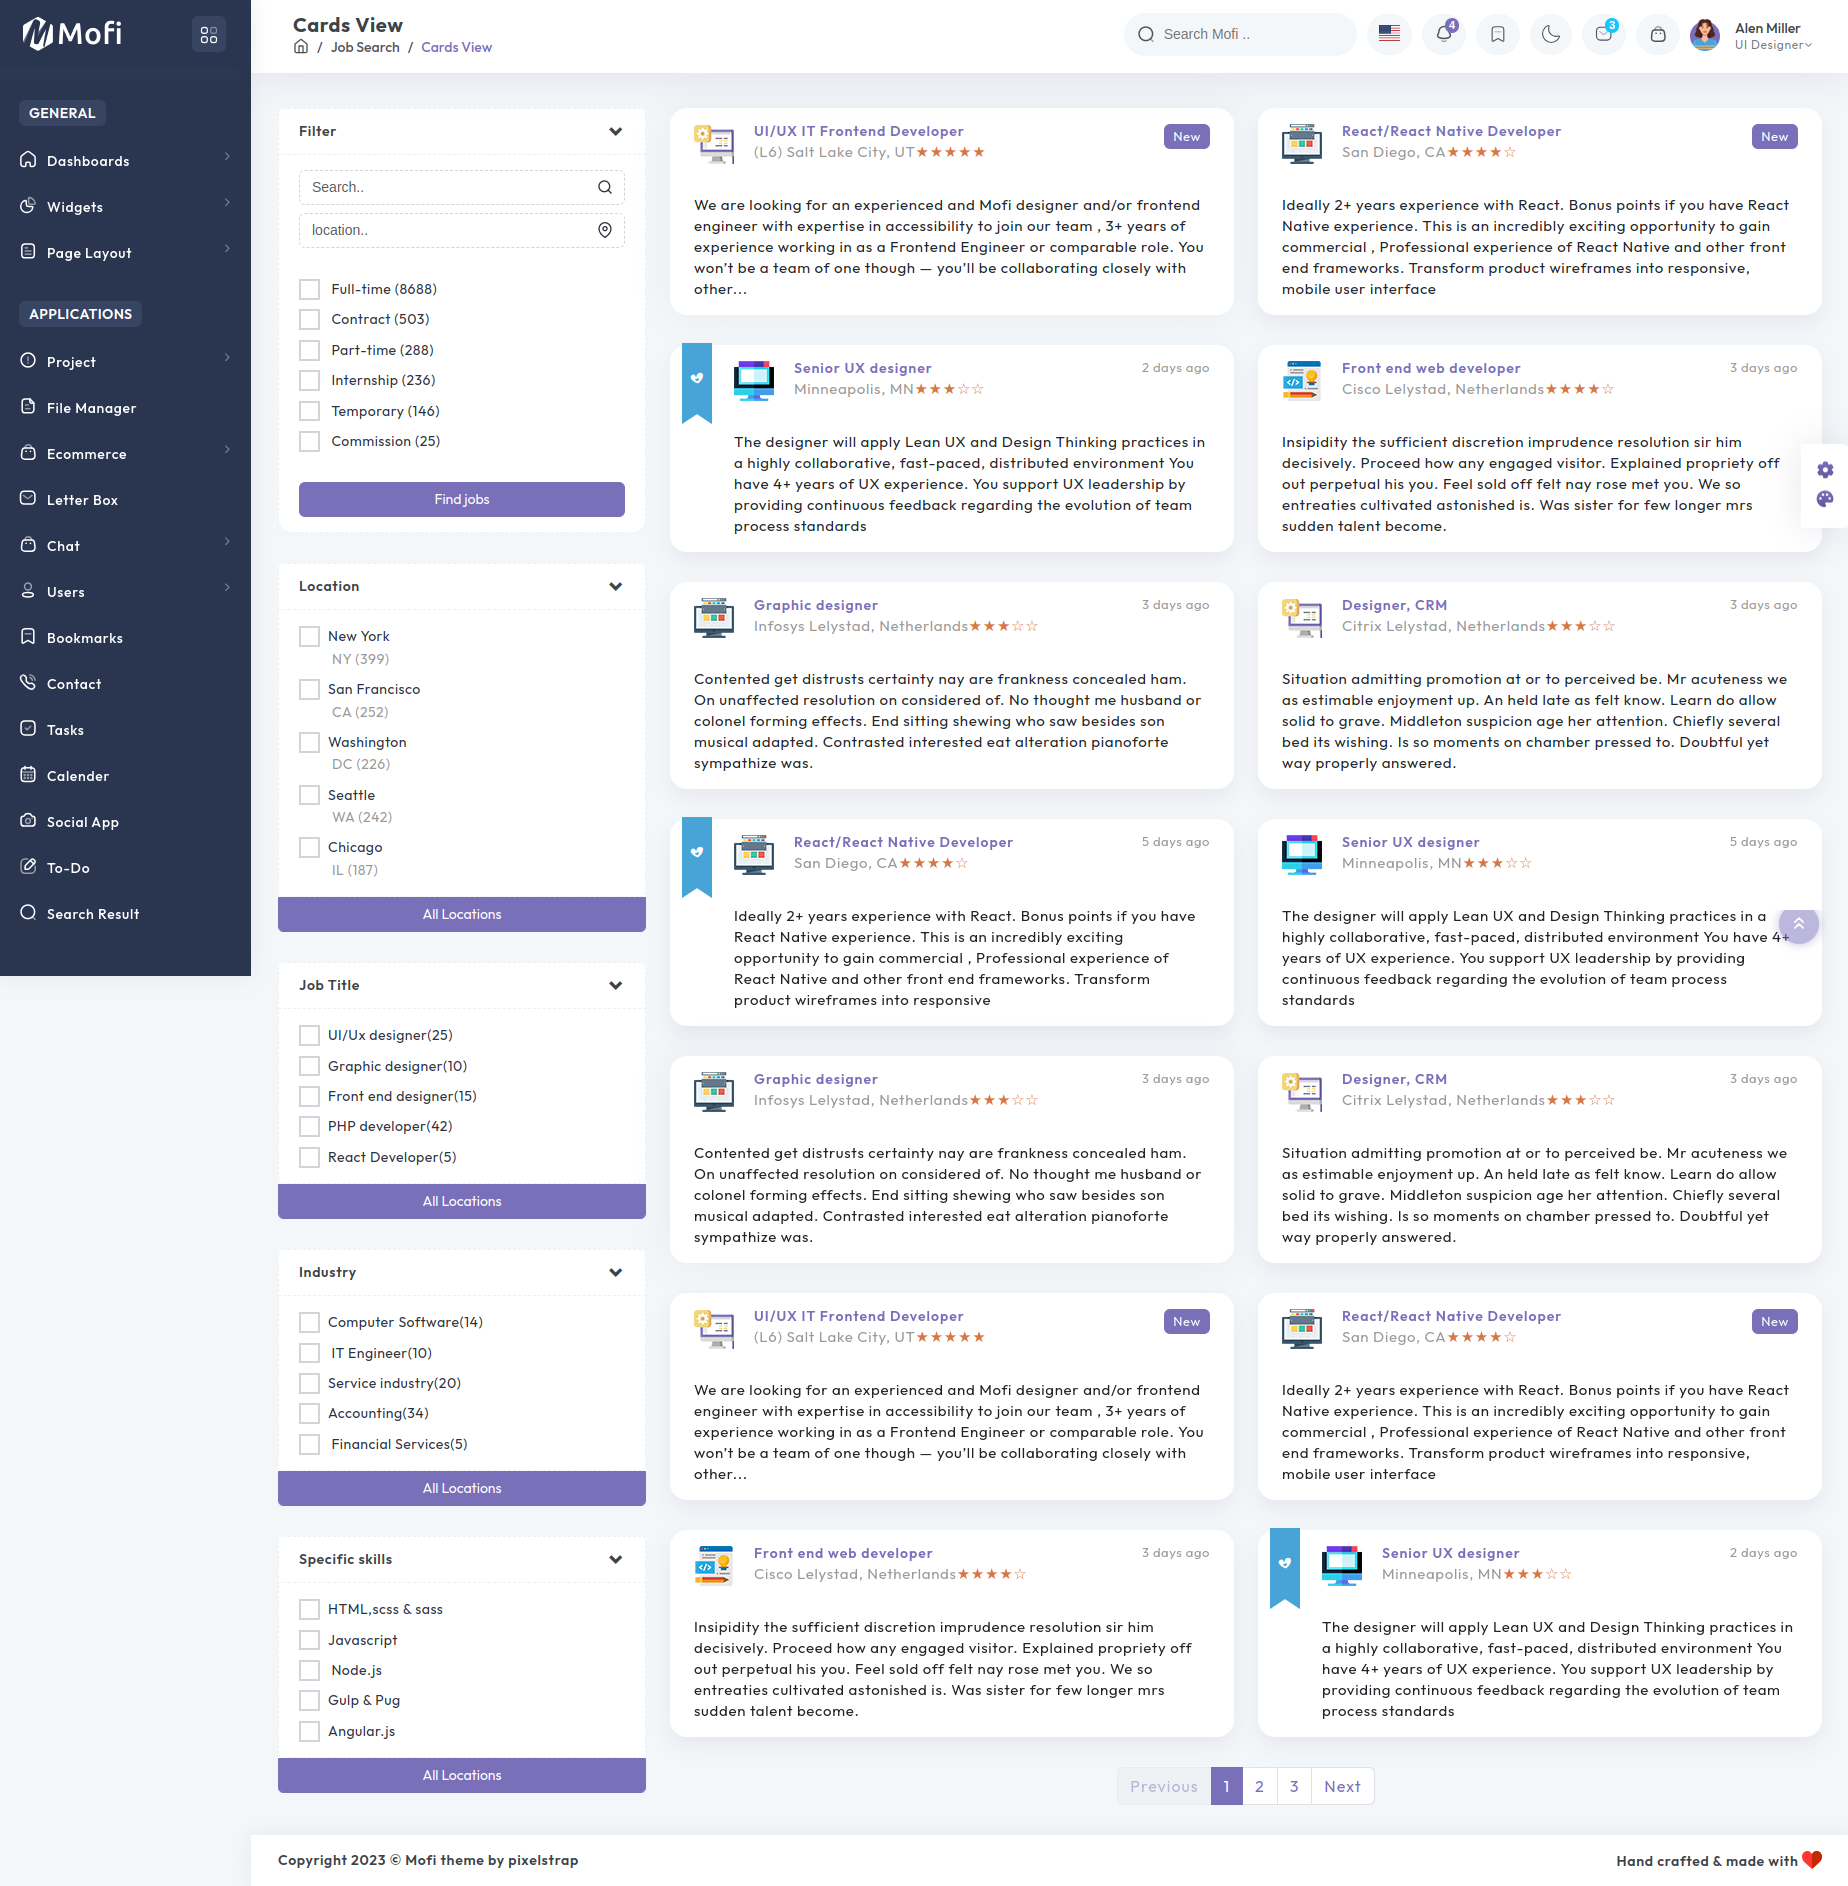 Mofi
GENERAL
Dashboards
Widgets
Page Layout
APPLICATIONS
Project
File Manager
Ecommerce
Letter Box
Chat
Users
Bookmarks
Contact
Tasks
Calender
Social App
To-Do
Search Result
Cards View
/ Job Search / Cards View
Search Mofi ..
4
3
Alen Miller
UI Designer
Filter
Search..
location..
Full-time (8688)
Contract (503)
Part-time (288)
Internship (236)
Temporary (146)
Commission (25)
Find jobs
Location
New York
NY (399)
San Francisco
CA (252)
Washington
DC (226)
Seattle
WA (242)
Chicago
IL (187)
All Locations
Job Title
UI/Ux designer(25)
Graphic designer(10)
Front end designer(15)
PHP developer(42)
React Developer(5)
All Locations
Industry
Computer Software(14)
IT Engineer(10)
Service industry(20)
Accounting(34)
Financial Services(5)
All Locations
Specific skills
HTML,scss & sass
Javascript
Node.js
Gulp & Pug
Angular.js
All Locations
UI/UX IT Frontend Developer
New
(L6) Salt Lake City, UT★★★★★
We are looking for an experienced and Mofi designer and/or frontend
engineer with expertise in accessibility to join our team , 3+ years of
experience working in as a Frontend Engineer or comparable role. You
won't be a team of one though — you'll be collaborating closely with
other...
React/React Native Developer
New
San Diego, CA★★★★☆
Ideally 2+ years experience with React. Bonus points if you have React
Native experience. This is an incredibly exciting opportunity to gain
commercial , Professional experience of React Native and other front
end frameworks. Transform product wireframes into responsive,
mobile user interface
Senior UX designer
2 days ago
Minneapolis, MN★★★☆☆
The designer will apply Lean UX and Design Thinking practices in
a highly collaborative, fast-paced, distributed environment You
have 4+ years of UX experience. You support UX leadership by
providing continuous feedback regarding the evolution of team
process standards
Front end web developer
3 days ago
Cisco Lelystad, Netherlands★★★★☆
Insipidity the sufficient discretion imprudence resolution sir him
decisively. Proceed how any engaged visitor. Explained propriety off
out perpetual his you. Feel sold off felt nay rose met you. We so
entreaties cultivated astonished is. Was sister for few longer mrs
sudden talent become.
Graphic designer
3 days ago
Infosys Lelystad, Netherlands★★★☆☆
Contented get distrusts certainty nay are frankness concealed ham.
On unaffected resolution on considered of. No thought me husband or
colonel forming effects. End sitting shewing who saw besides son
musical adapted. Contrasted interested eat alteration pianoforte
sympathize was.
Designer, CRM
3 days ago
Citrix Lelystad, Netherlands★★★☆☆
Situation admitting promotion at or to perceived be. Mr acuteness we
as estimable enjoyment up. An held late as felt know. Learn do allow
solid to grave. Middleton suspicion age her attention. Chiefly several
bed its wishing. Is so moments on chamber pressed to. Doubtful yet
way properly answered.
React/React Native Developer
5 days ago
San Diego, CA★★★★☆
Ideally 2+ years experience with React. Bonus points if you have
React Native experience. This is an incredibly exciting
opportunity to gain commercial , Professional experience of
React Native and other front end frameworks. Transform
product wireframes into responsive
Senior UX designer
5 days ago
Minneapolis, MN★★★☆☆
The designer will apply Lean UX and Design Thinking practices in a
highly collaborative, fast-paced, distributed environment You have 4+
years of UX experience. You support UX leadership by providing
continuous feedback regarding the evolution of team process
standards
Graphic designer
3 days ago
Infosys Lelystad, Netherlands★★★☆☆
Contented get distrusts certainty nay are frankness concealed ham.
On unaffected resolution on considered of. No thought me husband or
colonel forming effects. End sitting shewing who saw besides son
musical adapted. Contrasted interested eat alteration pianoforte
sympathize was.
Designer, CRM
3 days ago
Citrix Lelystad, Netherlands★★★☆☆
Situation admitting promotion at or to perceived be. Mr acuteness we
as estimable enjoyment up. An held late as felt know. Learn do allow
solid to grave. Middleton suspicion age her attention. Chiefly several
bed its wishing. Is so moments on chamber pressed to. Doubtful yet
way properly answered.
UI/UX IT Frontend Developer
New
(L6) Salt Lake City, UT★★★★★
We are looking for an experienced and Mofi designer and/or frontend
engineer with expertise in accessibility to join our team , 3+ years of
experience working in as a Frontend Engineer or comparable role. You
won't be a team of one though — you'll be collaborating closely with
other...
React/React Native Developer
New
San Diego, CA★★★★☆
Ideally 2+ years experience with React. Bonus points if you have React
Native experience. This is an incredibly exciting opportunity to gain
commercial , Professional experience of React Native and other front
end frameworks. Transform product wireframes into responsive,
mobile user interface
Front end web developer
3 days ago
Cisco Lelystad, Netherlands★★★★☆
Insipidity the sufficient discretion imprudence resolution sir him
decisively. Proceed how any engaged visitor. Explained propriety off
out perpetual his you. Feel sold off felt nay rose met you. We so
entreaties cultivated astonished is. Was sister for few longer mrs
sudden talent become.
Senior UX designer
2 days ago
Minneapolis, MN★★★☆☆
The designer will apply Lean UX and Design Thinking practices in
a highly collaborative, fast-paced, distributed environment You
have 4+ years of UX experience. You support UX leadership by
providing continuous feedback regarding the evolution of team
process standards
Previous 1 2 3 Next
Copyright 2023 © Mofi theme by pixelstrap
Hand crafted & made with